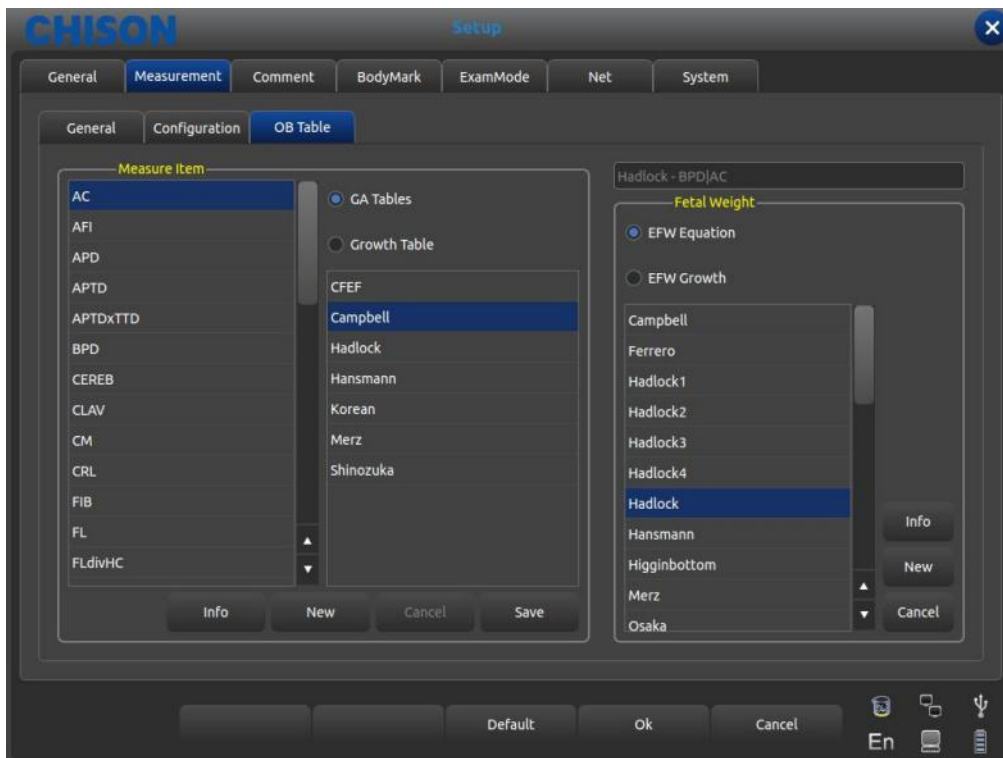 CHISON
Setup
General
Measurement
Comment
BodyMark
ExamMode
Net
System
General
Configuration
OB Table
Measure Item
AC
AFI
APD
APTD
APTDxTTD
BPD
CEREB
CLAV
CM
CRL
FIB
FL
FLdivHC
GA Tables
Growth Table
CFEF
Campbell
Hadlock
Hansmann
Korean
Merz
Shinozuka
Info
New
Cancel
Save
Hadlock - BPD|AC
Fetal Weight
EFW Equation
EFW Growth
Campbell
Ferrero
Hadlock1
Hadlock2
Hadlock3
Hadlock4
Hadlock
Hansmann
Higginbottom
Merz
Osaka
Info
New
Cancel
Default
Ok
Cancel
En